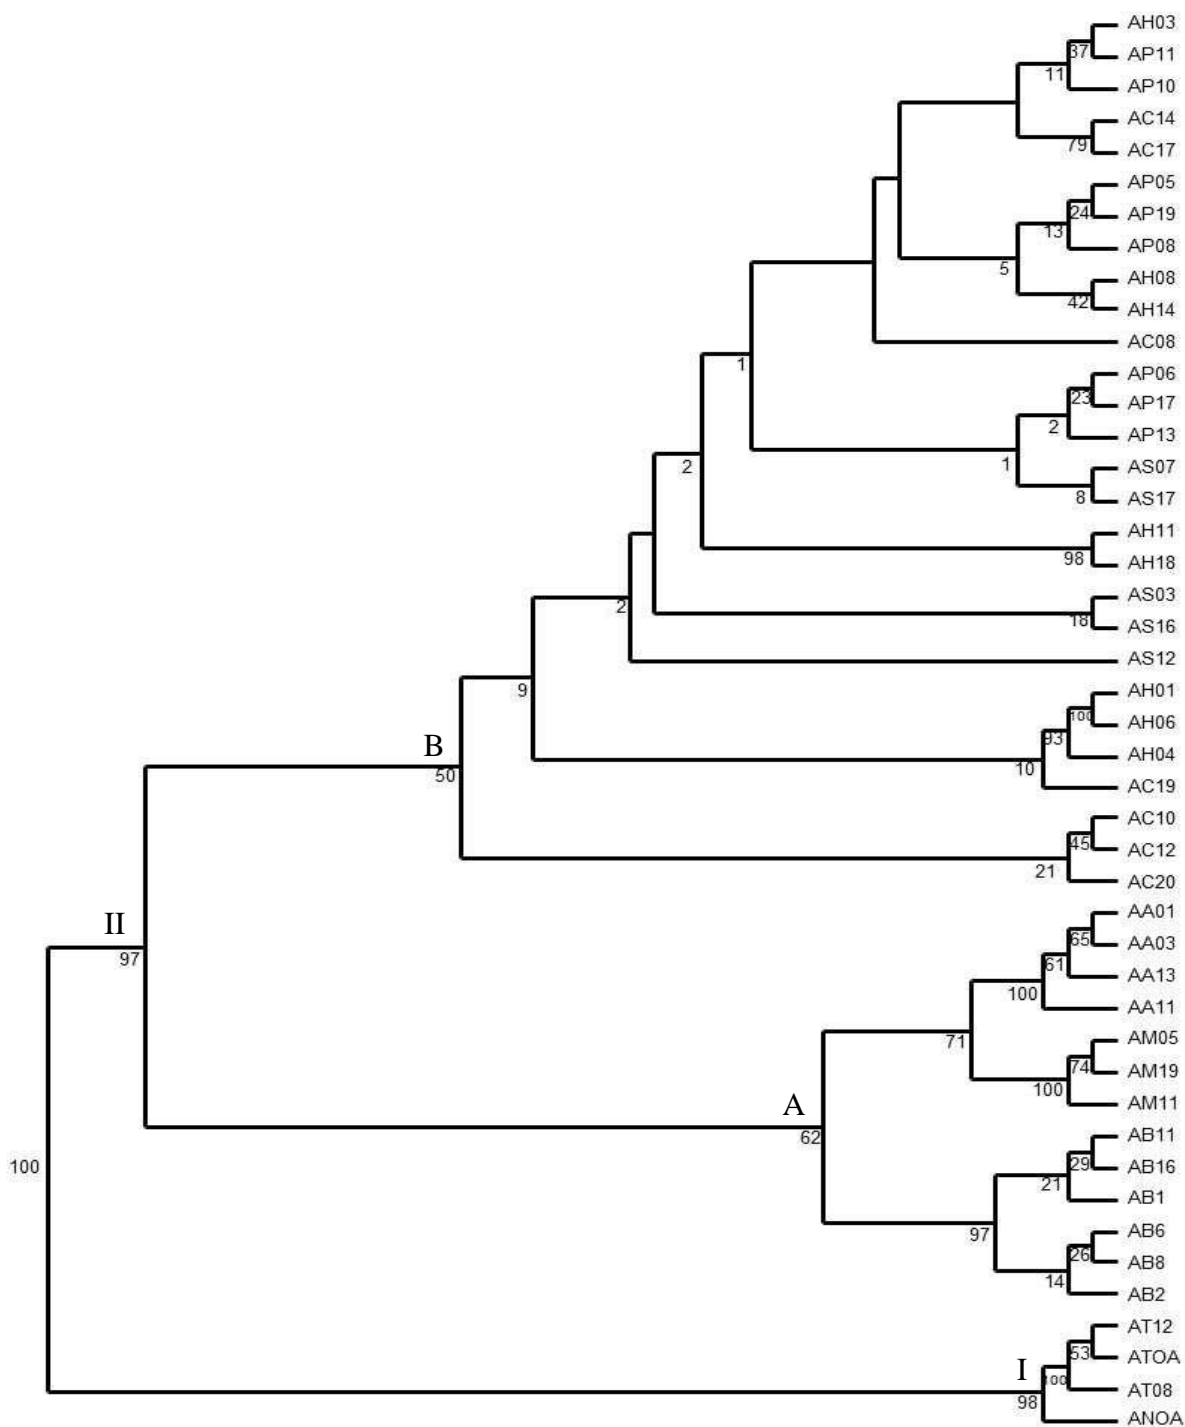 AH03
37
AP11
11
AP10
AC14
79
AC17
AP05
24
AP19
13
AP08
5
AH08
42
AH14
AC08
1
AP06
23
AP17
2
AP13
1
AS07
8
AS17
2
AH11
98
AH18
2
AS03
18
AS16
AS12
9
AH01
100
AH06
93
AH04
10
AC19
B
50
AC10
45
AC12
21
AC20
II
97
AA01
65
AA03
61
AA13
100
AA11
71
AM05
74
AM19
100
AM11
A
62
AB11
29
AB16
21
AB1
100
97
AB6
26
AB8
14
AB2
AT12
53
ATOA
I
100
AT08
98
ANOA